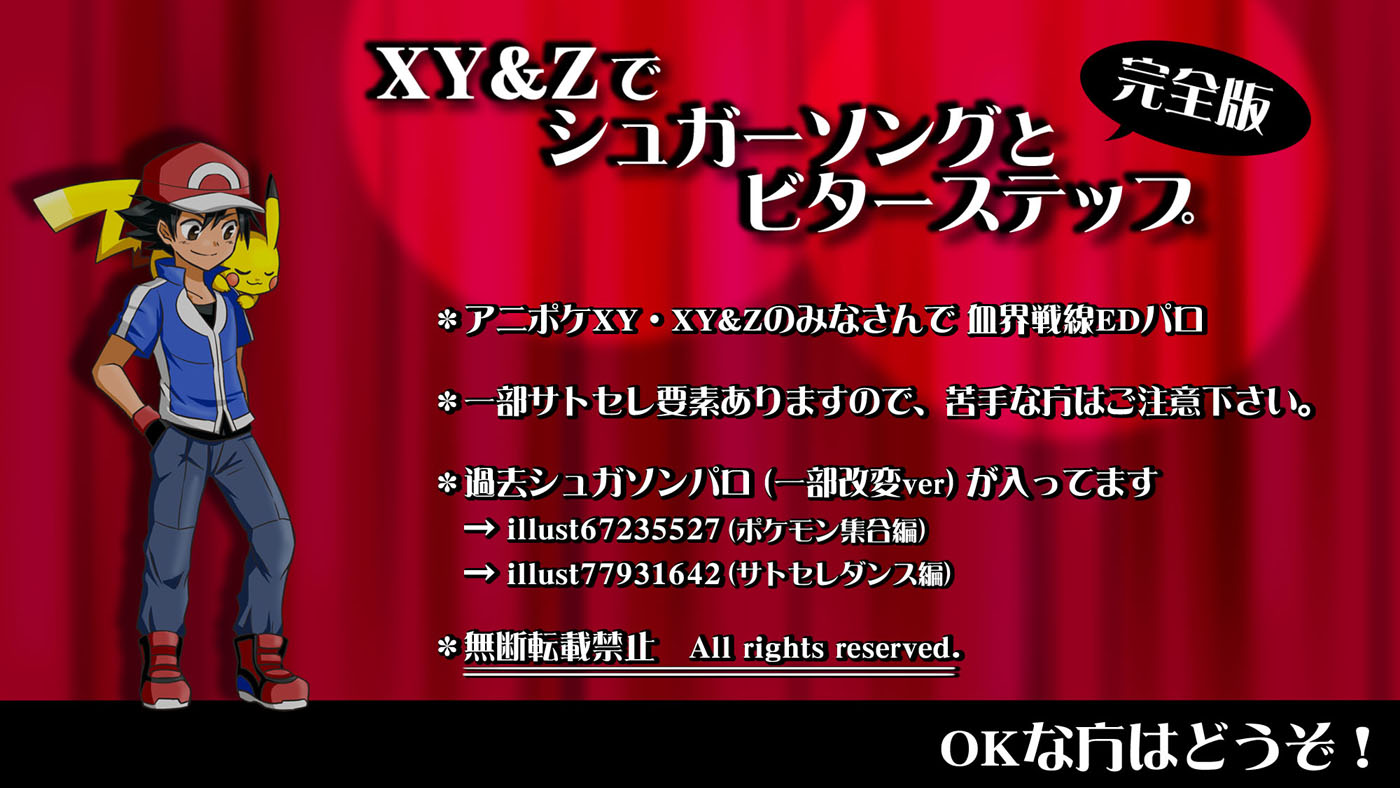 XY&Zで
シュガーソングと
ビターステップ。
完全版
*アニポケXY・XY&Zのみなさんで 血界戦線EDパロ
*一部サトセレ要素ありますので、苦手な方はご注意下さい。
*過去シュガソンパロ (一部改変ver) が入ってます
→ illust67235527 (ポケモン集合編)
→ illust77931642 (サトセレダンス編)
*無断転載禁止 All rights reserved.
OKな方はどうぞ!